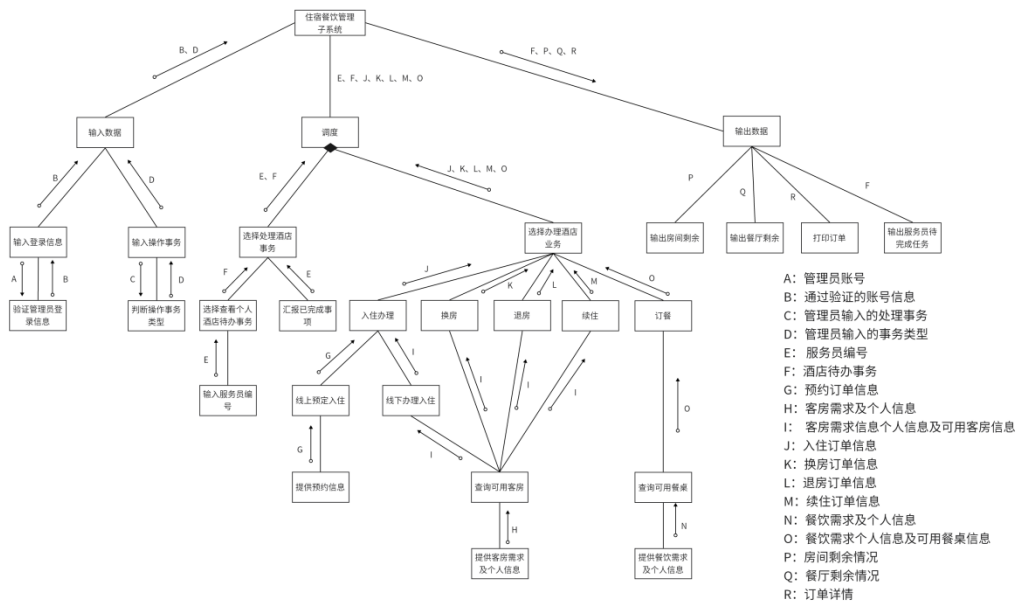 住宿餐饮管理
子系统
B、D
F、P、Q、R
E、F、J、K、L、M、O
输入数据
调度
输出数据
B
D
E、F
J、K、L、M、O
P
Q
R
F
输入登录信息
输入操作事务
选择处理酒店
事务
选择办理酒店
业务
输出房间剩余
输出餐厅剩余
打印订单
输出服务员待
完成任务
A
B
C
D
F
E
J
K
L
M
O
验证管理员登
录信息
判断操作事务
类型
选择查看个人
酒店待办事务
汇报已完成事
项
入住办理
换房
退房
续住
订餐
E
G
I
I
I
I
O
输入服务员编
号
线上预定入住
线下办理入住
G
I
提供预约信息
查询可用客房
查询可用餐桌
H
N
提供客房需求
及个人信息
提供餐饮需求
及个人信息
A：管理员账号
B：通过验证的账号信息
C：管理员输入的处理事务
D：管理员输入的事务类型
E： 服务员编号
F：酒店待办事务
G：预约订单信息
H：客房需求及个人信息
I： 客房需求信息个人信息及可用客房信息
J：入住订单信息
K：换房订单信息
L：退房订单信息
M：续住订单信息
N：餐饮需求及个人信息
O：餐饮需求个人信息及可用餐桌信息
P：房间剩余情况
Q：餐厅剩余情况
R：订单详情